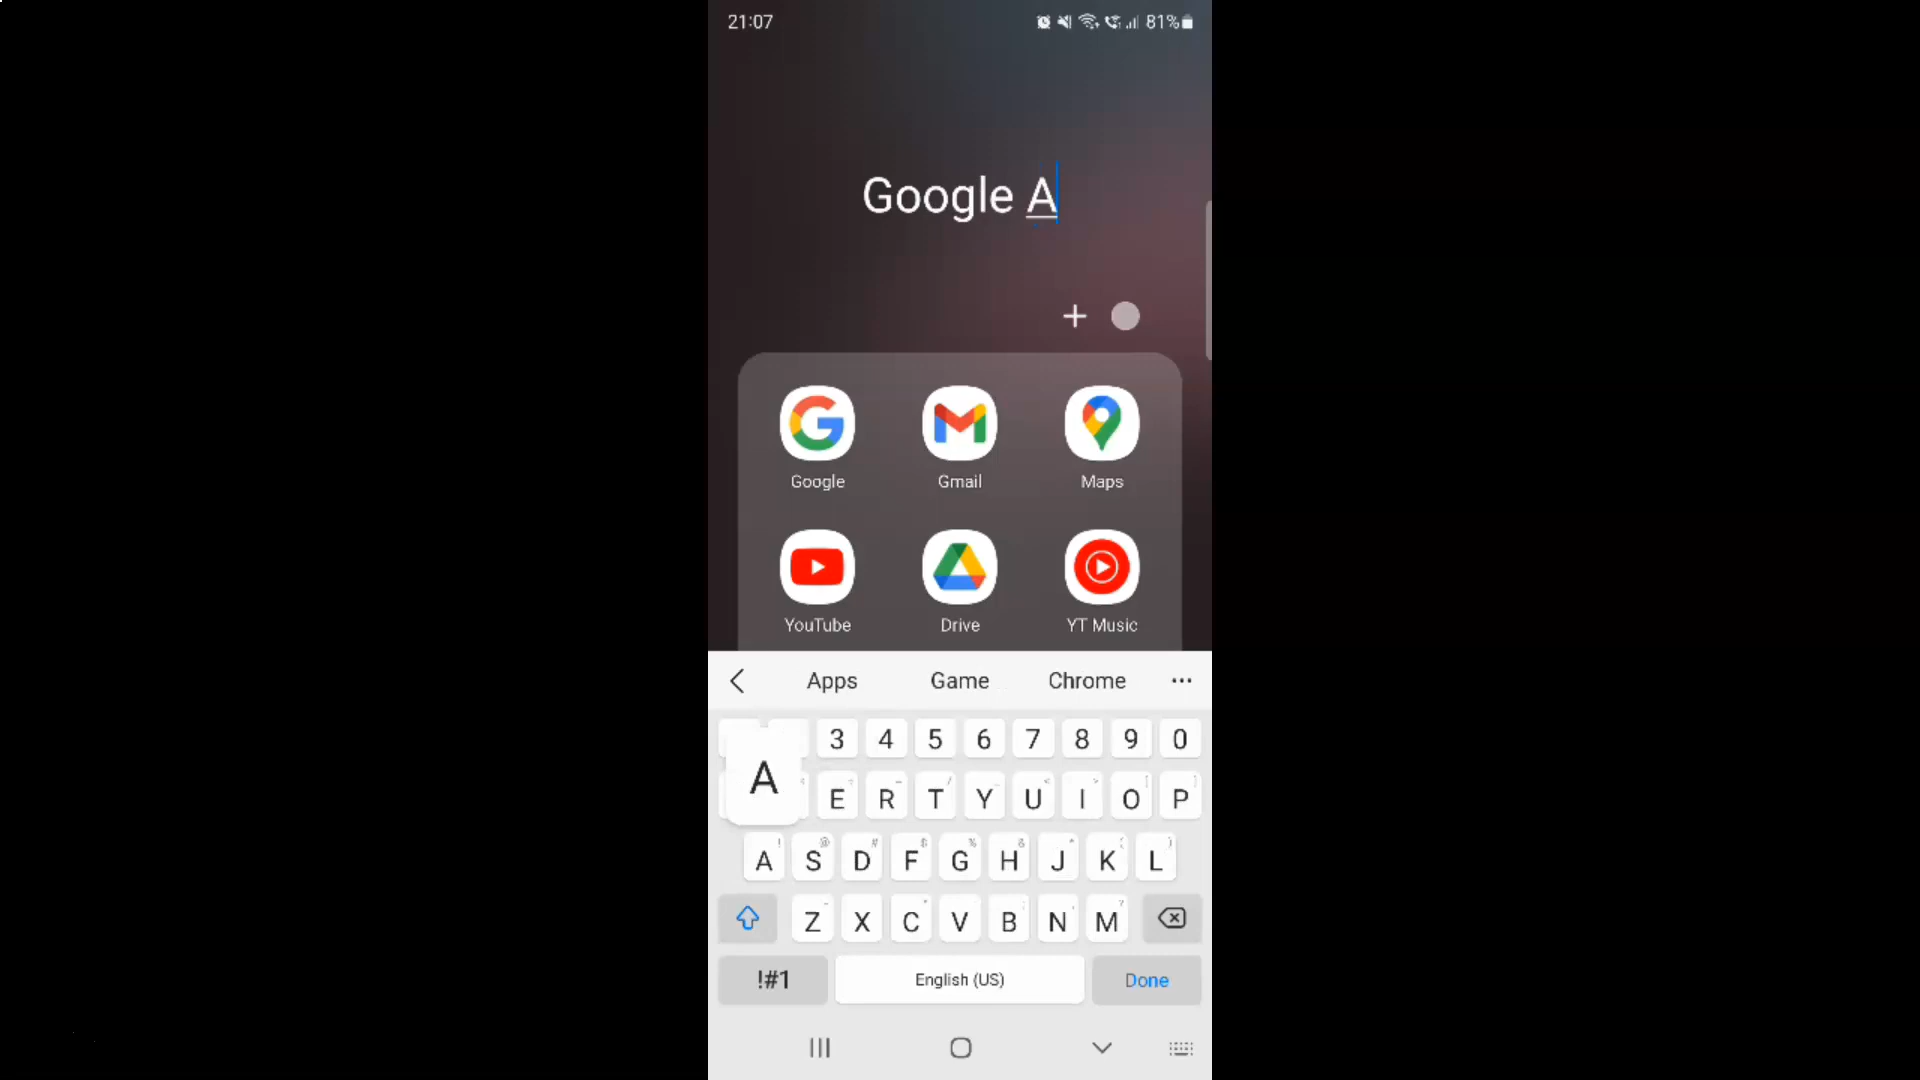 21:07
81%
Google A
Google Gmail Maps
YouTube Drive YT Music
Apps Game Chrome ...
3 4 5 6 7 8 9 0
A
E R T Y U I O P
A S D F G H J K L
Z X C V B N M
!#1 English (US) Done